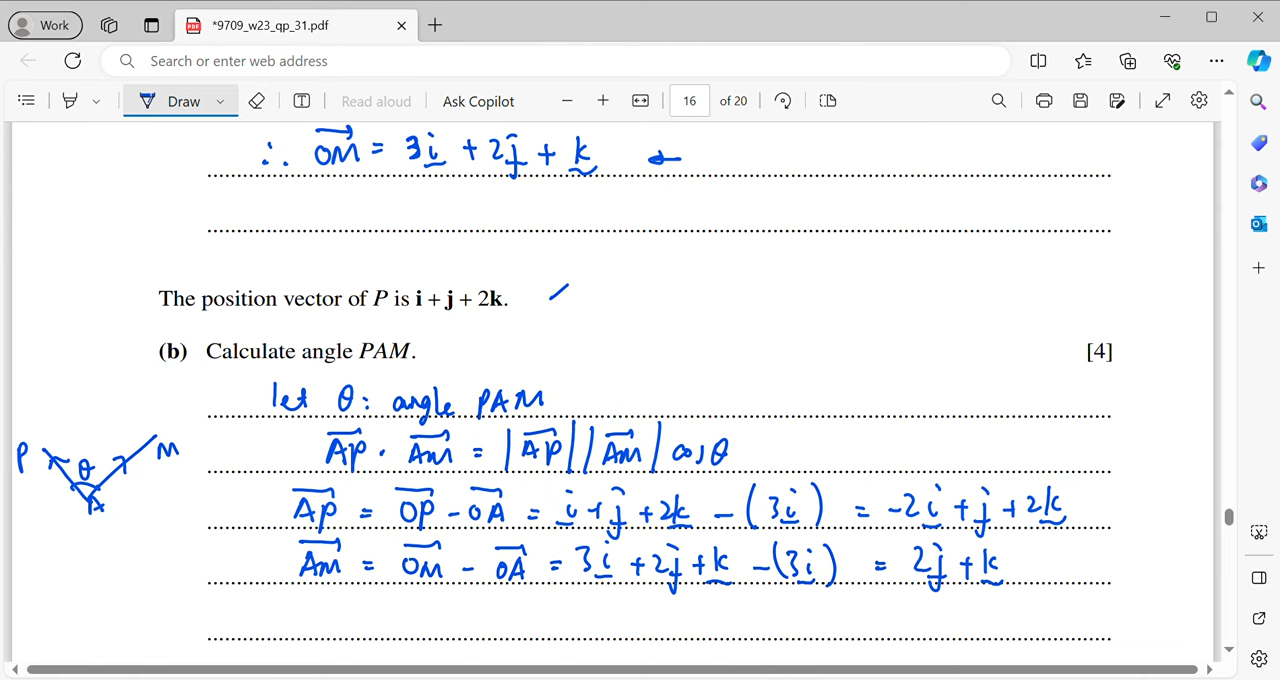 Work
*9709_w23_qp_31.pdf
Search or enter web address
Draw
Read aloud
Ask Copilot
16 of 20
∴ OM = 3i + 2j + k
The position vector of P is i + j + 2k.
(b) Calculate angle PAM. [4]
let θ: angle PAM
AP · AM = |AP| |AM| cos θ
P θ M
A
AP = OP - OA = i + j + 2k - (3i) = -2i + j + 2k
AM = OM - OA = 3i + 2j + k - (3i) = 2j + k